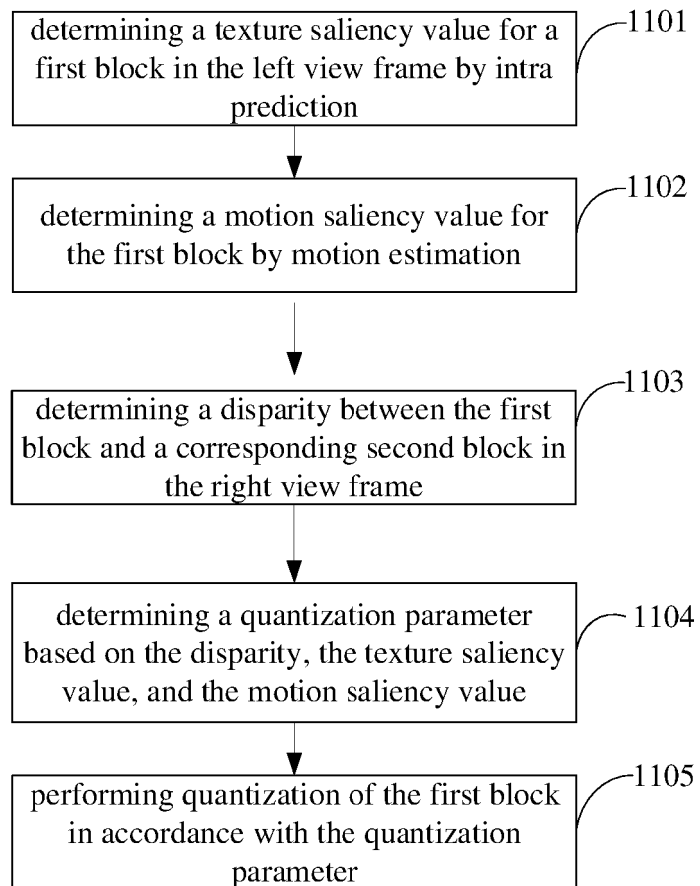 determining a texture saliency value for a
first block in the left view frame by intra
prediction
1101
determining a motion saliency value for
the first block by motion estimation
1102
determining a disparity between the first
block and a corresponding second block in
the right view frame
1103
determining a quantization parameter
based on the disparity, the texture saliency
value, and the motion saliency value
1104
performing quantization of the first block
in accordance with the quantization
parameter
1105